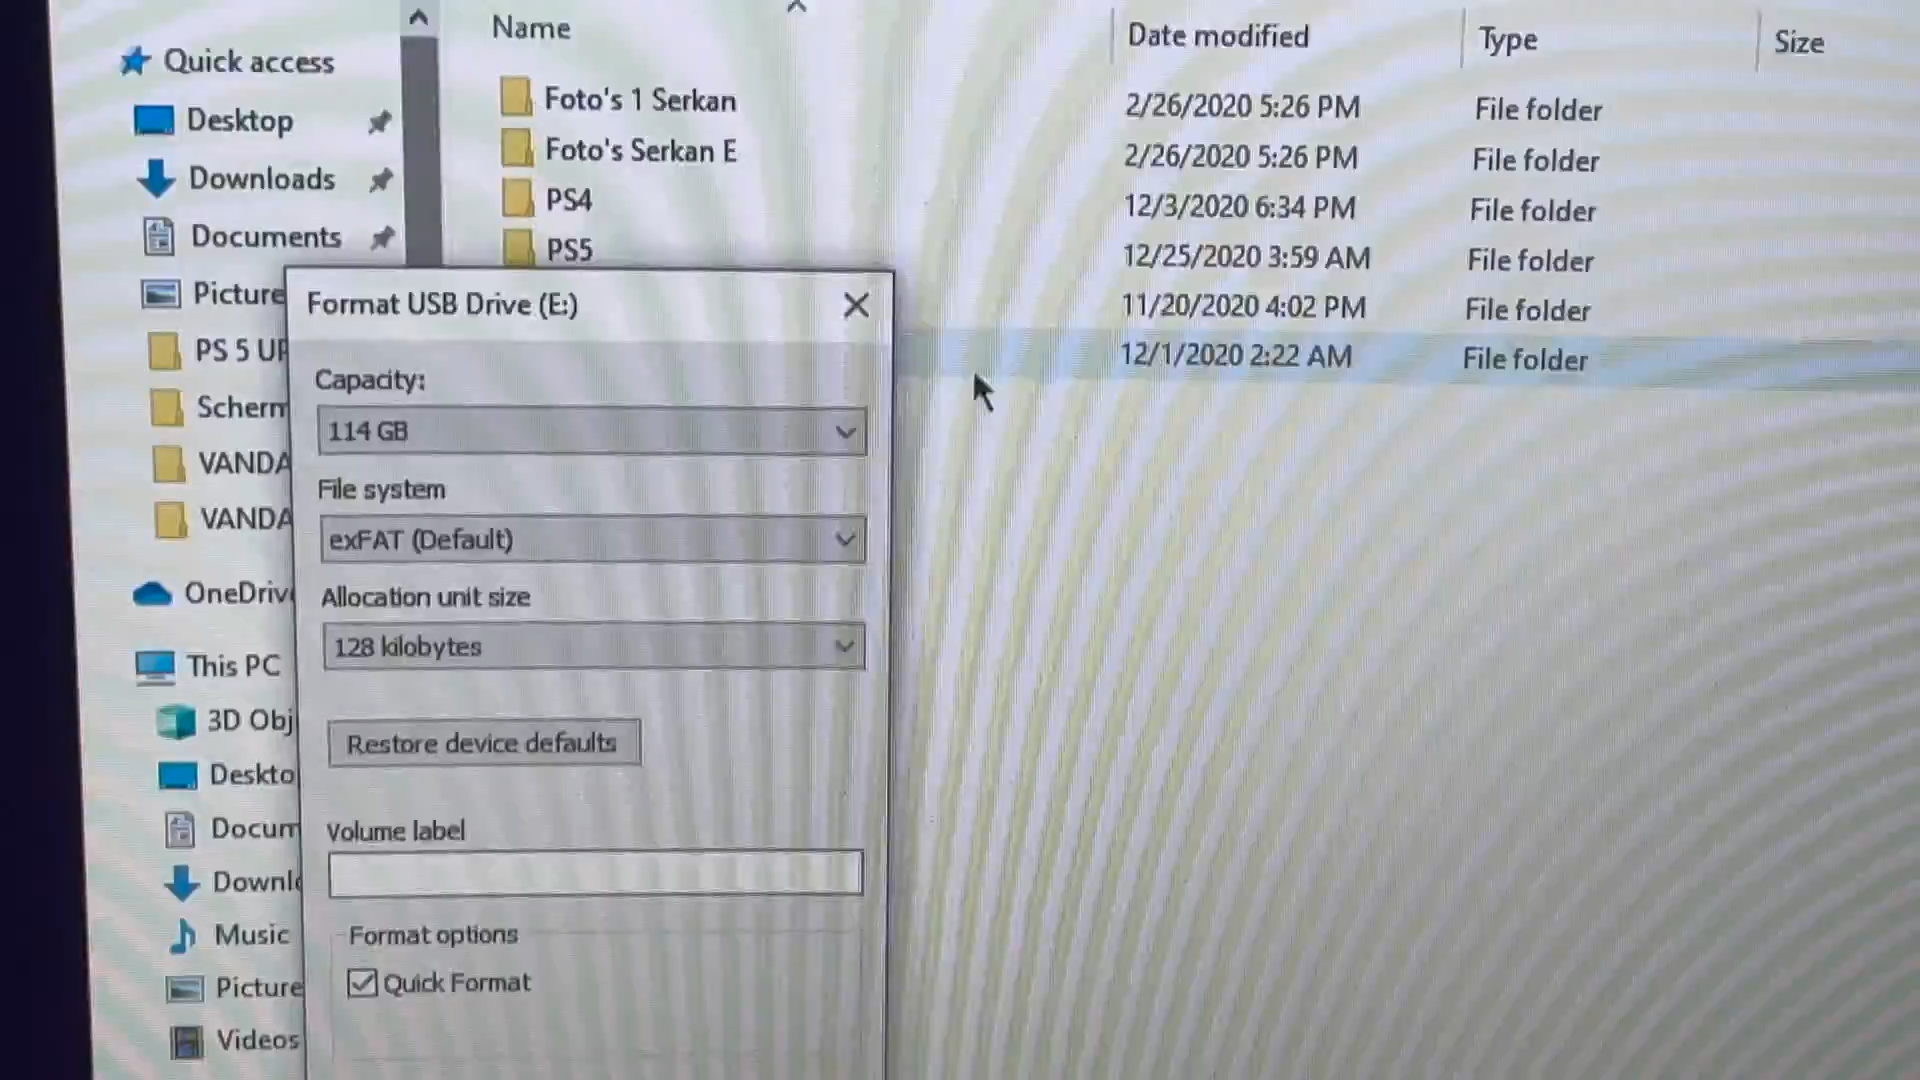 Name
Date modified
Type
Size
Quick access
Desktop
Downloads
Documents
Picture
PS 5 UP
Scherm
VANDA
VANDA
OneDrive
This PC
3D Obj
Deskto
Docum
Downlo
Music
Picture
Videos
Foto's 1 Serkan 2/26/2020 5:26 PM File folder
Foto's Serkan E 2/26/2020 5:26 PM File folder
PS4 12/3/2020 6:34 PM File folder
PS5 12/25/2020 3:59 AM File folder
11/20/2020 4:02 PM File folder
12/1/2020 2:22 AM File folder
Format USB Drive (E:)
Capacity:
114 GB
File system
exFAT (Default)
Allocation unit size
128 kilobytes
Restore device defaults
Volume label
Format options
Quick Format